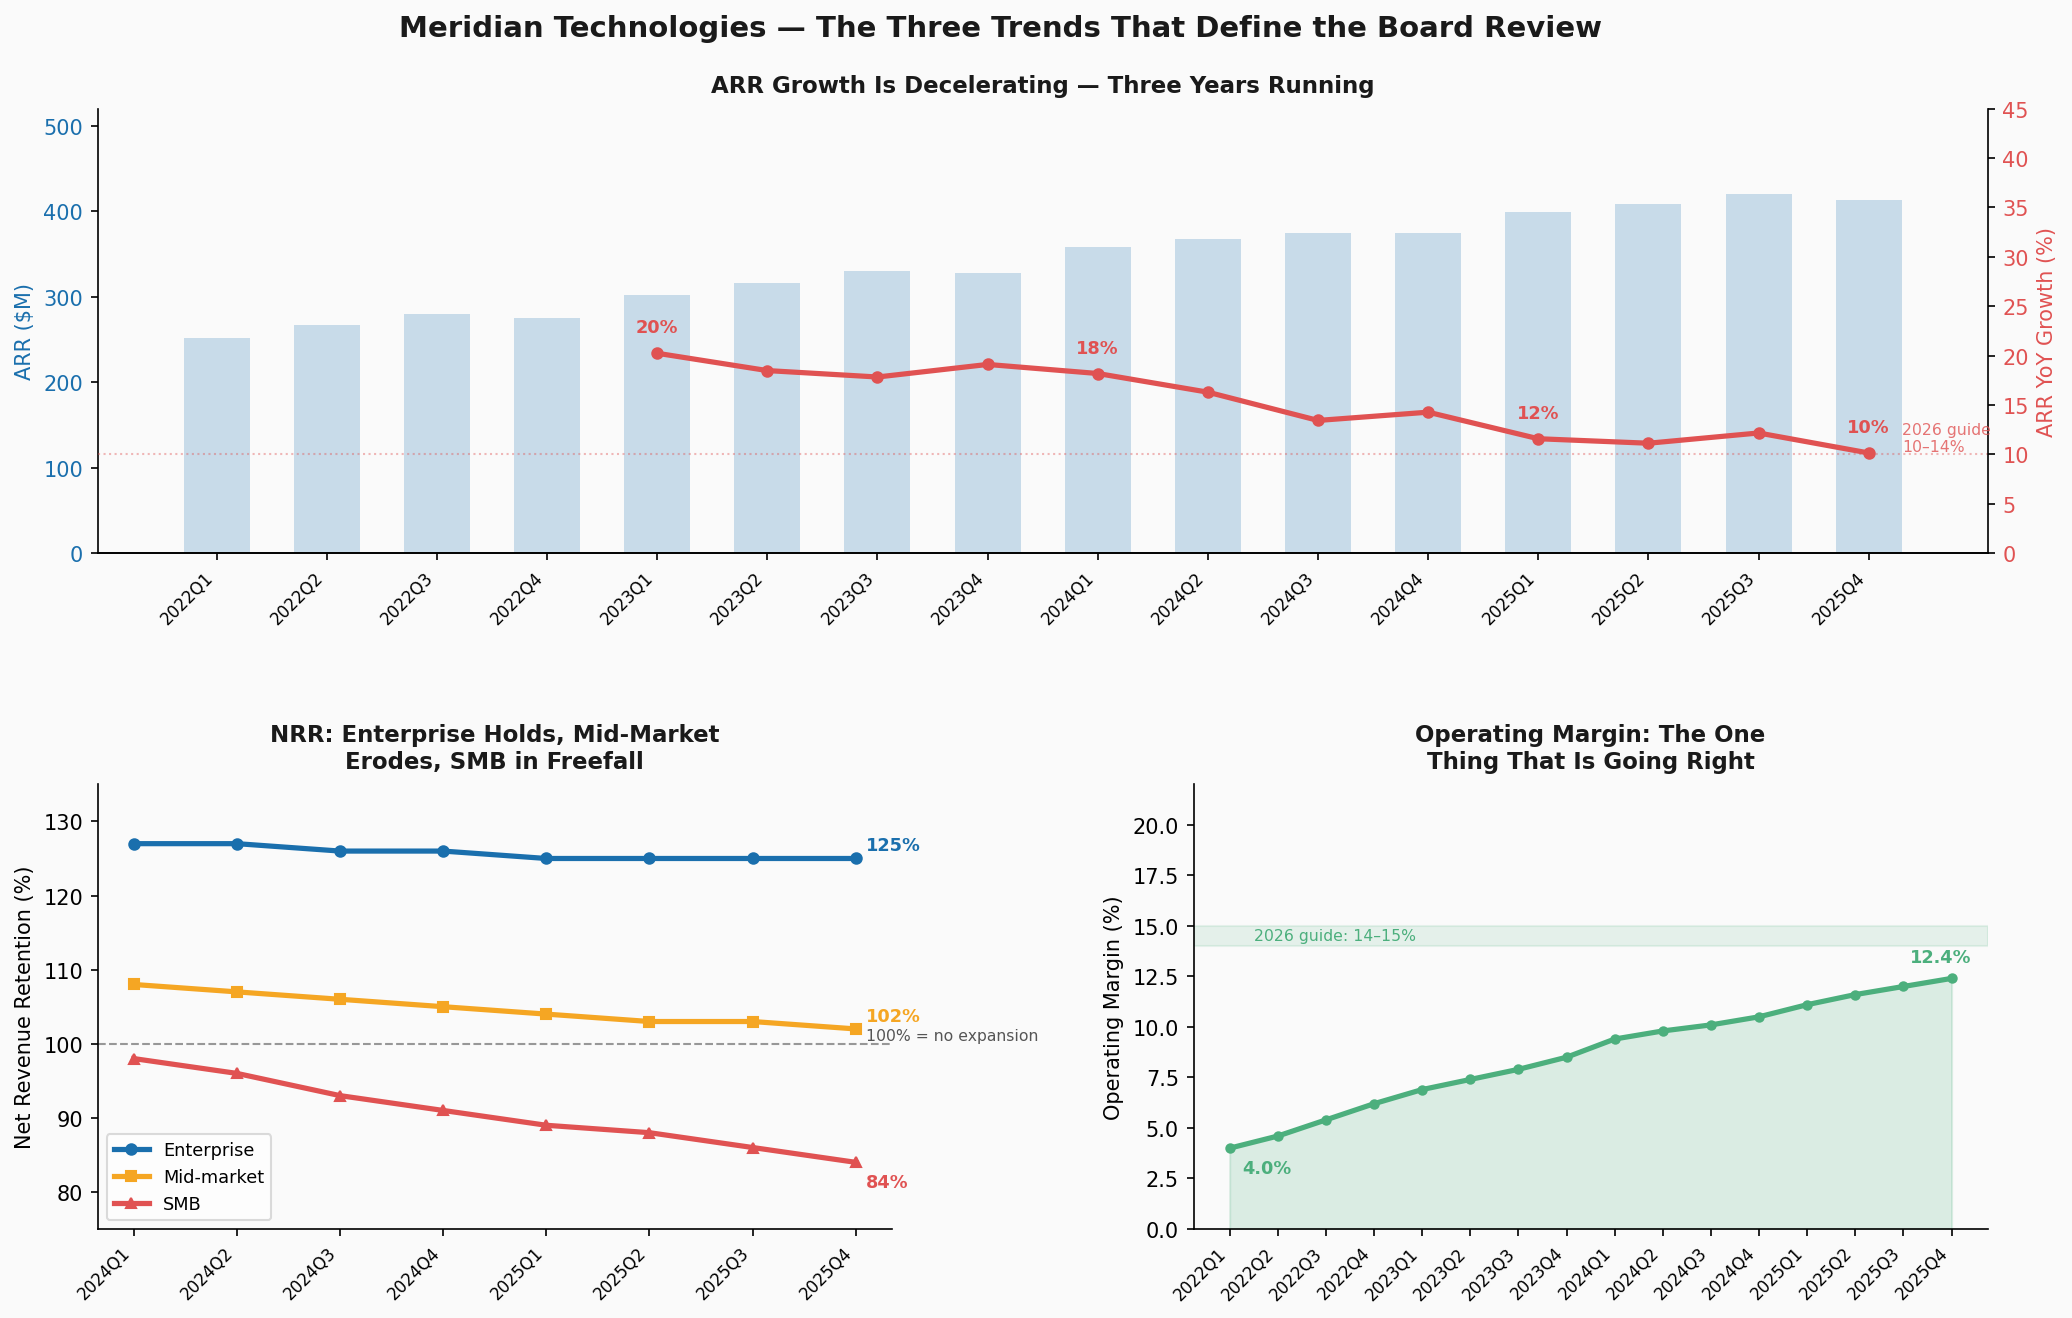 Meridian Technologies — The Three Trends That Define the Board Review
ARR Growth Is Decelerating — Three Years Running
500
400
300
200
100
0
ARR ($M)
45
40
35
30
25
20
15
10
5
0
ARR YoY Growth (%)
20%
18%
12%
10%
2026 guide
10–14%
2022Q1
2022Q2
2022Q3
2022Q4
2023Q1
2023Q2
2023Q3
2023Q4
2024Q1
2024Q2
2024Q3
2024Q4
2025Q1
2025Q2
2025Q3
2025Q4
NRR: Enterprise Holds, Mid-Market
Erodes, SMB in Freefall
Net Revenue Retention (%)
130
120
110
100
90
80
125%
102%
100% = no expansion
84%
Enterprise
Mid-market
SMB
2024Q1
2024Q2
2024Q3
2024Q4
2025Q1
2025Q2
2025Q3
2025Q4
Operating Margin: The One
Thing That Is Going Right
Operating Margin (%)
20.0
17.5
15.0
12.5
10.0
7.5
5.0
2.5
0.0
2026 guide: 14–15%
12.4%
4.0%
2022Q1
2022Q2
2022Q3
2022Q4
2023Q1
2023Q2
2023Q3
2023Q4
2024Q1
2024Q2
2024Q3
2024Q4
2025Q1
2025Q2
2025Q3
2025Q4